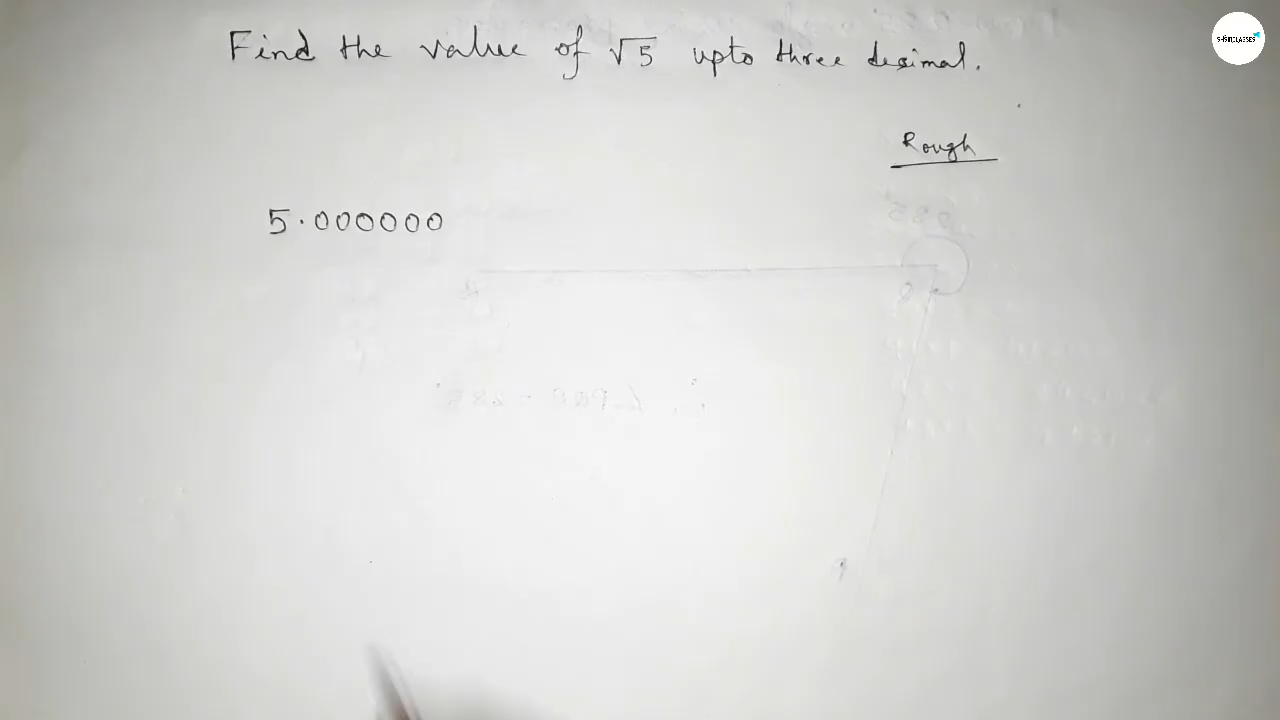 Find the value of √5 upto three desimal.
Rough
5.000000